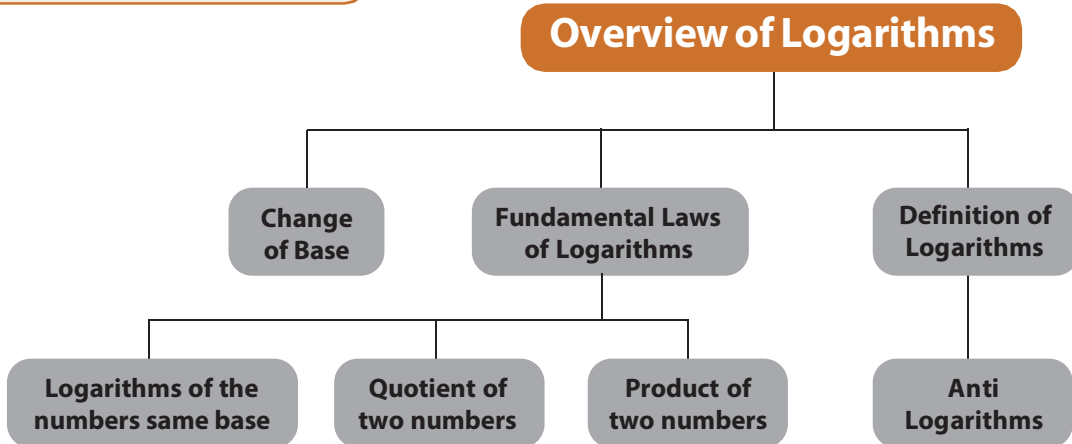 Overview of Logarithms
Change
of Base
Fundamental Laws
of Logarithms
Definition of
Logarithms
Logarithms of the
numbers same base
Quotient of
two numbers
Product of
two numbers
Anti
Logarithms